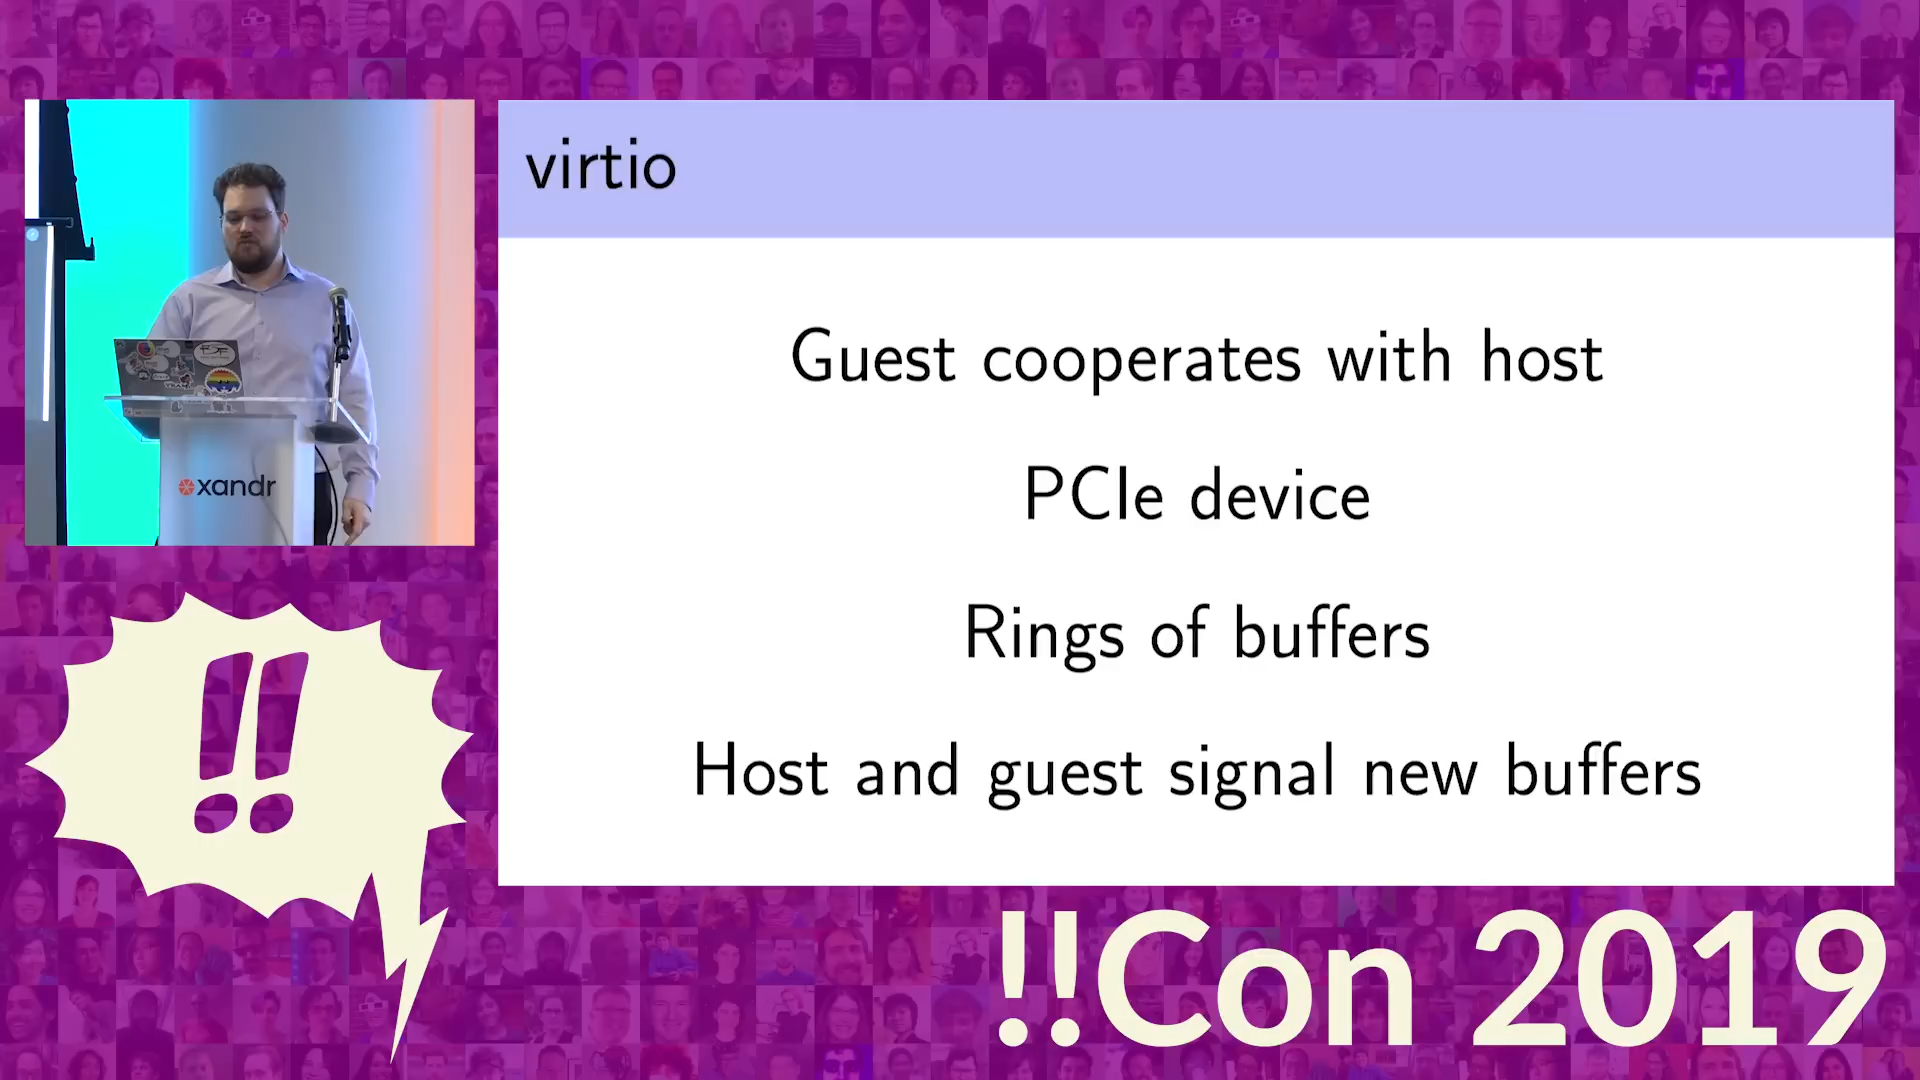 virtio
Guest cooperates with host
PCIe device
Rings of buffers
Host and guest signal new buffers
xandr
!!
!!Con 2019